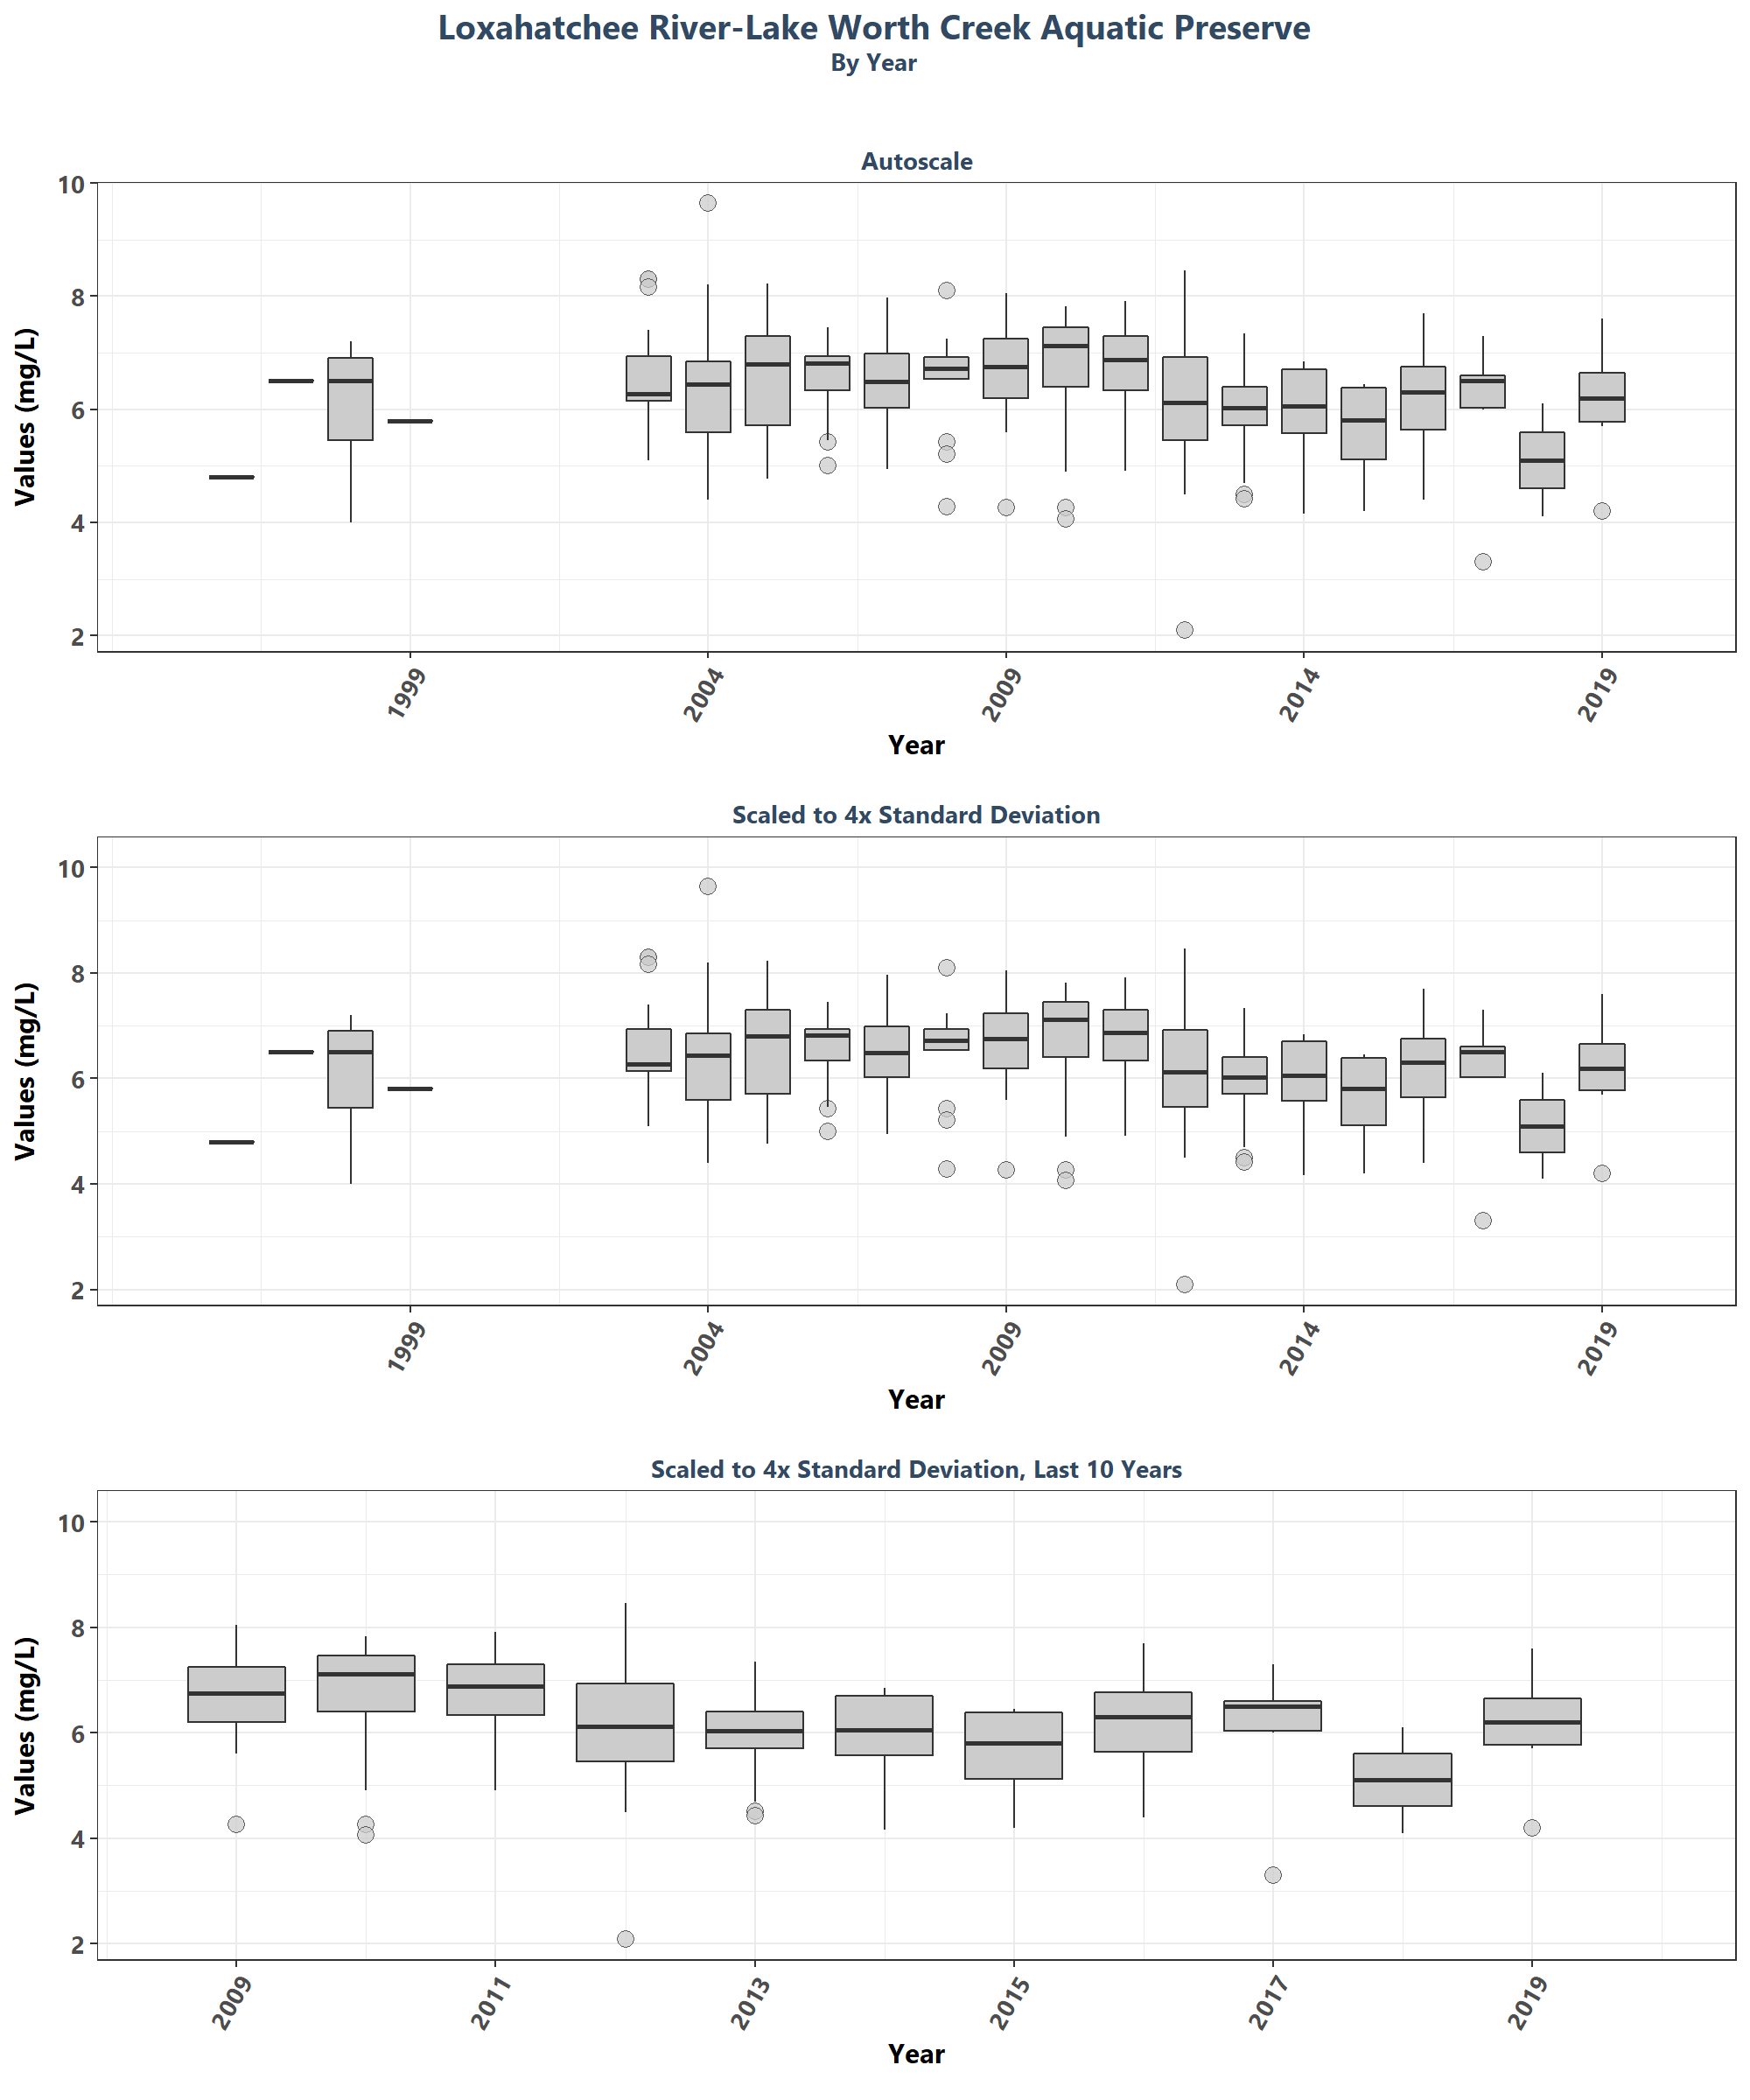 Loxahatchee River-Lake Worth Creek Aquatic Preserve
By Year
Autoscale
Values (mg/L)
10
8
6
4
2
1999 2004 2009 2014 2019
Year
Scaled to 4x Standard Deviation
Values (mg/L)
10
8
6
4
2
1999 2004 2009 2014 2019
Year
Scaled to 4x Standard Deviation, Last 10 Years
Values (mg/L)
10
8
6
4
2
2009 2011 2013 2015 2017 2019
Year